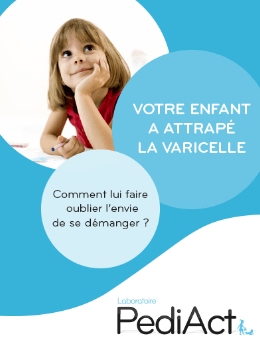 VOTRE ENFANT
A ATTRAPÉ
LA VARICELLE
Comment lui faire
oublier l'envie
de se démanger ?
Laboratoire
PediAct